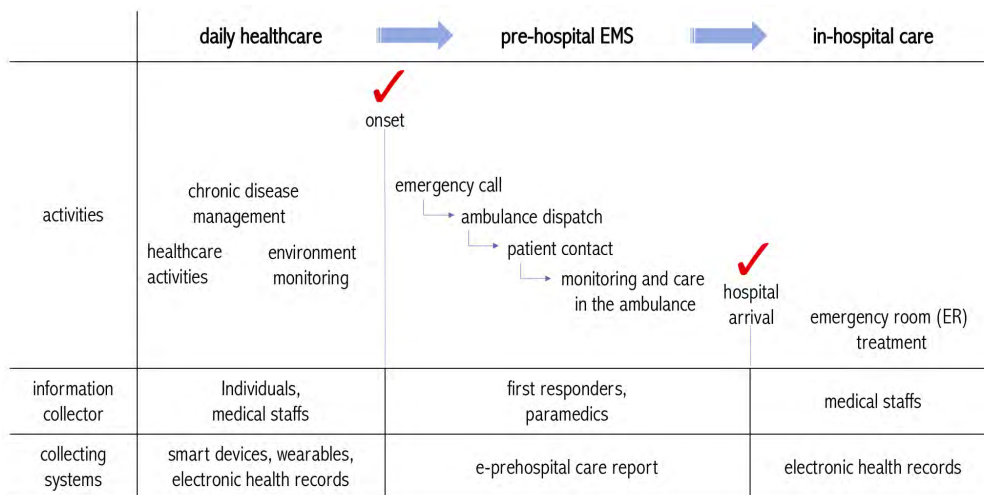 daily healthcare
pre-hospital EMS
in-hospital care
activities
onset
chronic disease
management
healthcare
activities
environment
monitoring
emergency call
ambulance dispatch
patient contact
monitoring and care
in the ambulance
hospital
arrival
emergency room (ER)
treatment
information
collector
Individuals,
medical staffs
first responders,
paramedics
medical staffs
collecting
systems
smart devices, wearables,
electronic health records
e-prehospital care report
electronic health records